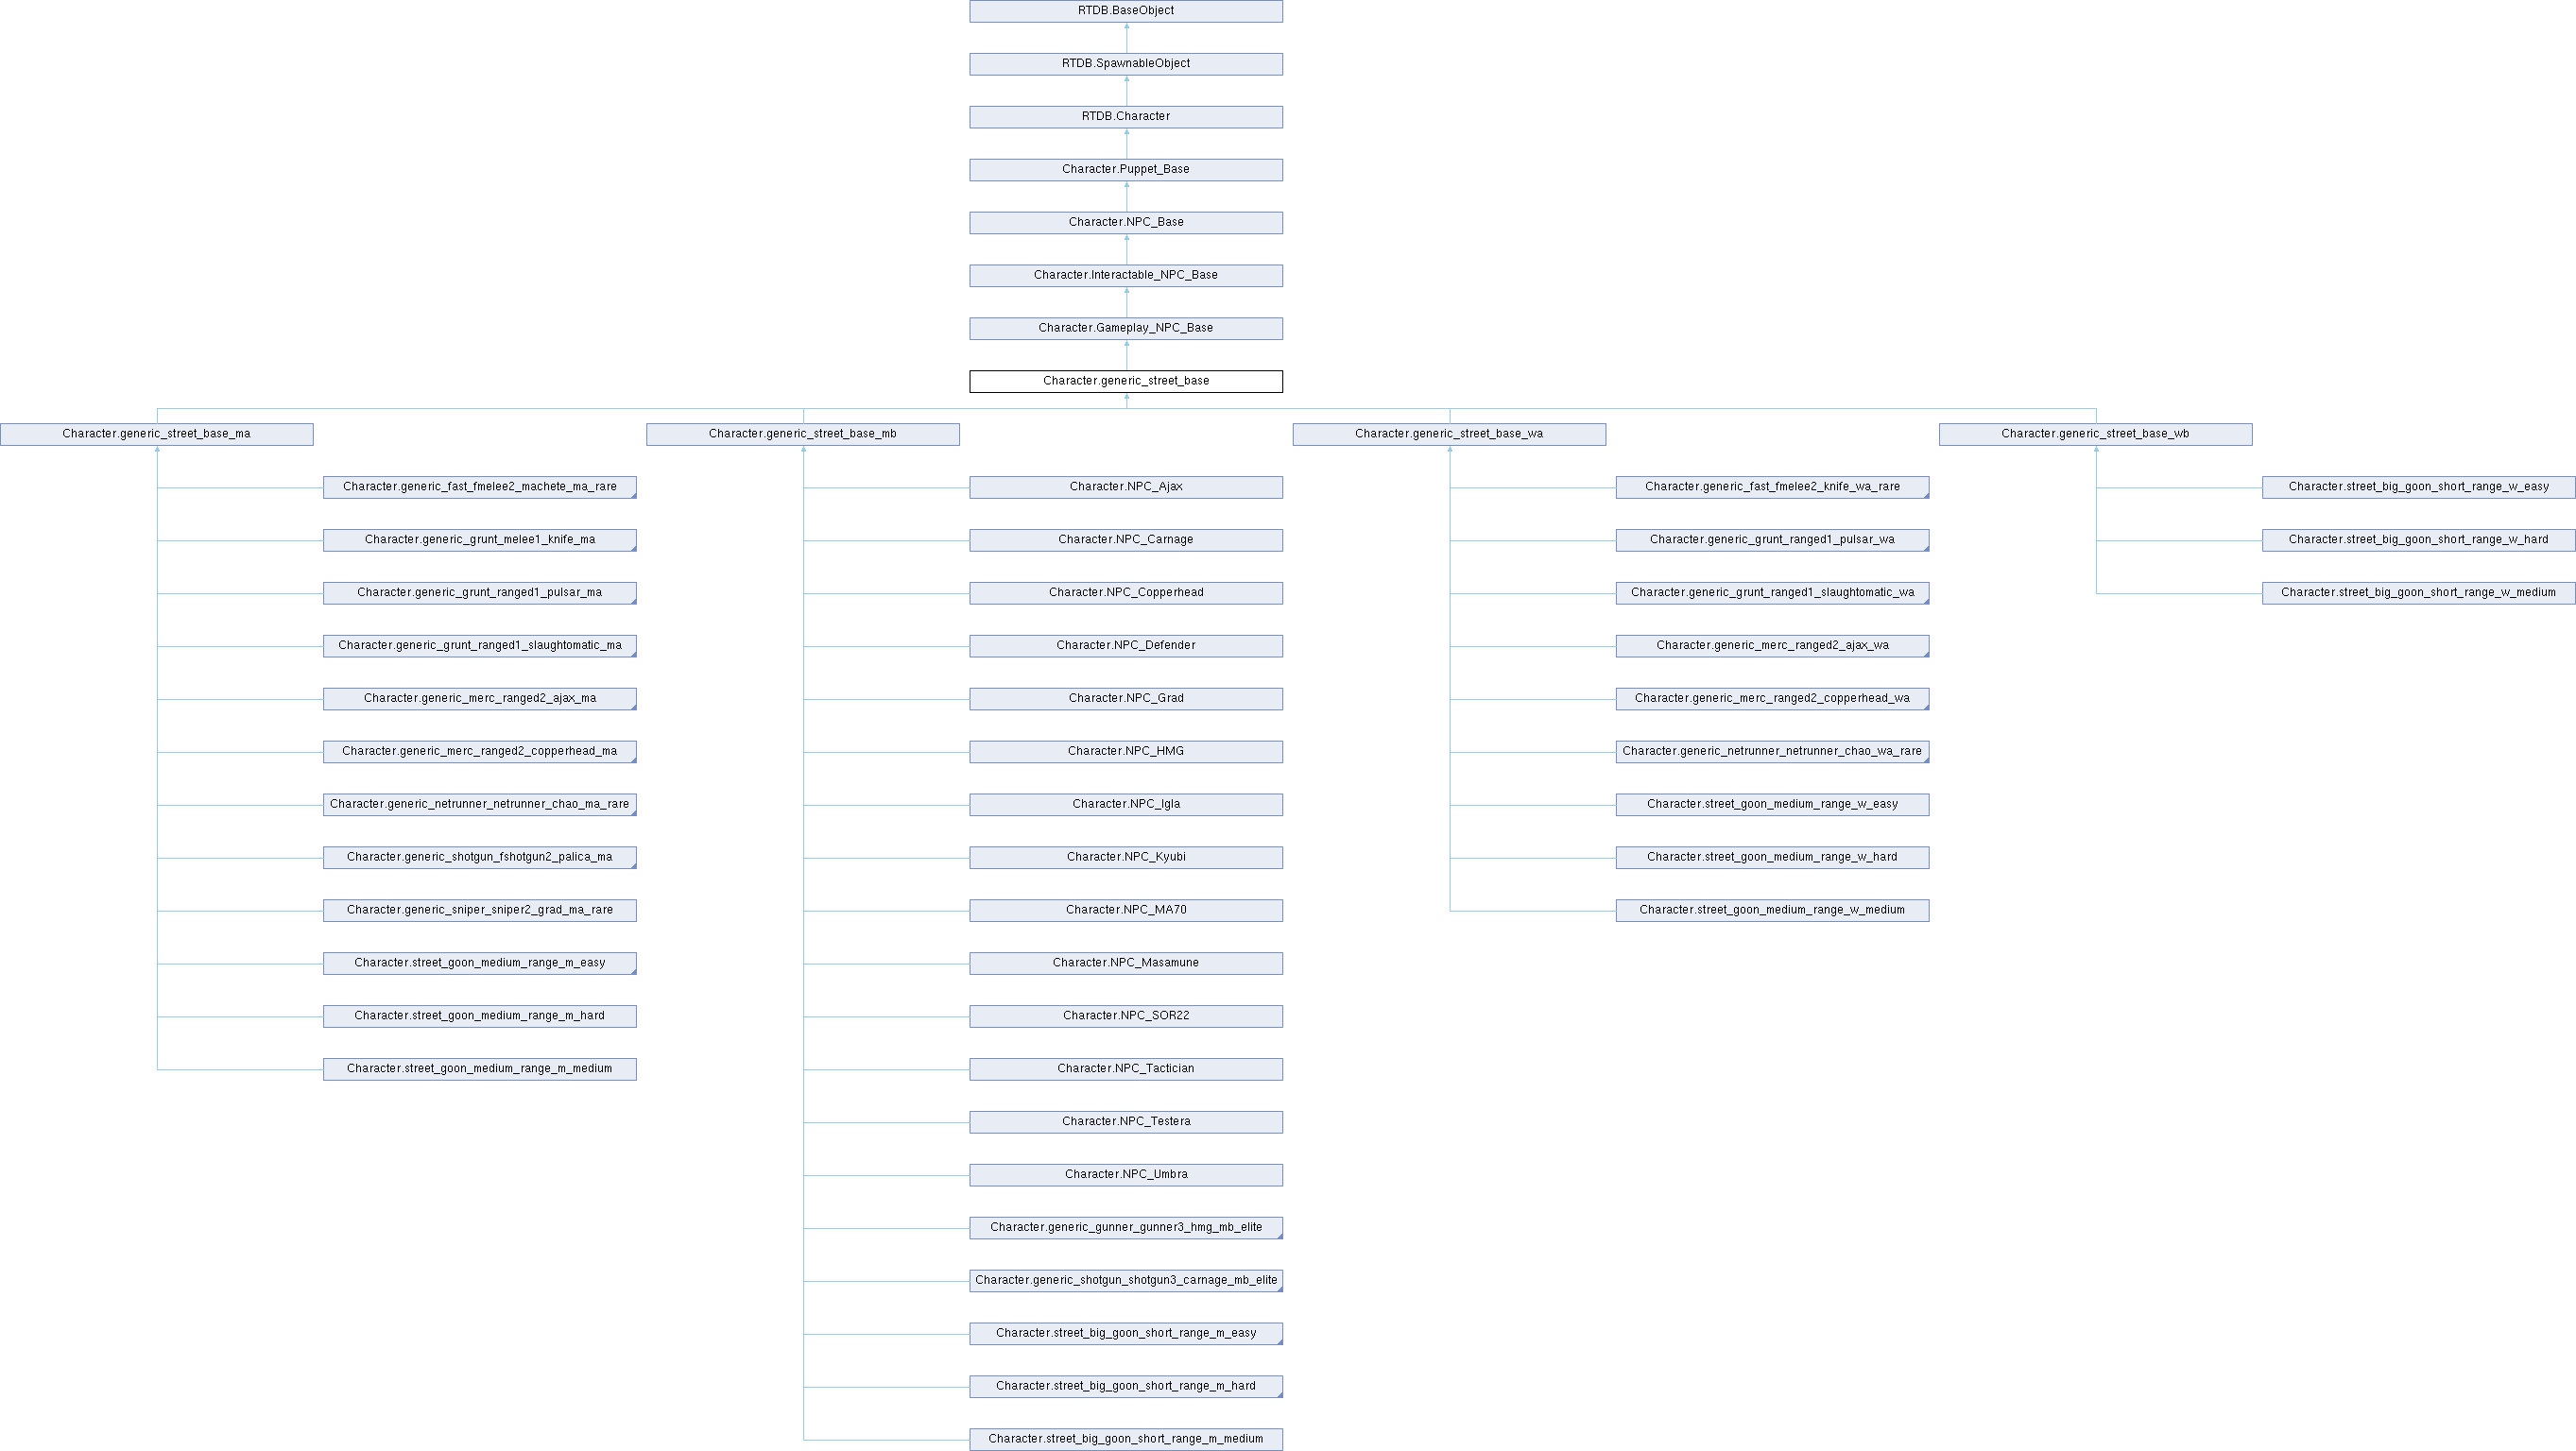 RTDB.BaseObject
RTDB.SpawnableObject
RTDB.Character
Character.Puppet_Base
Character.NPC_Base
Character.Interactable_NPC_Base
Character.Gameplay_NPC_Base
Character.generic_street_base
Character.generic_street_base_ma
Character.generic_street_base_mb
Character.generic_street_base_wa
Character.generic_street_base_wb
Character.generic_fast_fmelee2_machete_ma_rare
Character.NPC_Ajax
Character.generic_fast_fmelee2_knife_wa_rare
Character.street_big_goon_short_range_w_easy
Character.generic_grunt_melee1_knife_ma
Character.NPC_Carnage
Character.generic_grunt_ranged1_pulsar_wa
Character.street_big_goon_short_range_w_hard
Character.generic_grunt_ranged1_pulsar_ma
Character.NPC_Copperhead
Character.generic_grunt_ranged1_slaughtomatic_wa
Character.street_big_goon_short_range_w_medium
Character.generic_grunt_ranged1_slaughtomatic_ma
Character.NPC_Defender
Character.generic_merc_ranged2_ajax_wa
Character.generic_merc_ranged2_ajax_ma
Character.NPC_Grad
Character.generic_merc_ranged2_copperhead_wa
Character.generic_merc_ranged2_copperhead_ma
Character.NPC_HMG
Character.generic_netrunner_netrunner_chao_wa_rare
Character.generic_netrunner_netrunner_chao_ma_rare
Character.NPC_Igla
Character.street_goon_medium_range_w_easy
Character.generic_shotgun_fshotgun2_palica_ma
Character.NPC_Kyubi
Character.street_goon_medium_range_w_hard
Character.generic_sniper_sniper2_grad_ma_rare
Character.NPC_MA70
Character.street_goon_medium_range_w_medium
Character.street_goon_medium_range_m_easy
Character.NPC_Masamune
Character.street_goon_medium_range_m_hard
Character.NPC_SOR22
Character.street_goon_medium_range_m_medium
Character.NPC_Tactician
Character.NPC_Testera
Character.NPC_Umbra
Character.generic_gunner_gunner3_hmg_mb_elite
Character.generic_shotgun_shotgun3_carnage_mb_elite
Character.street_big_goon_short_range_m_easy
Character.street_big_goon_short_range_m_hard
Character.street_big_goon_short_range_m_medium